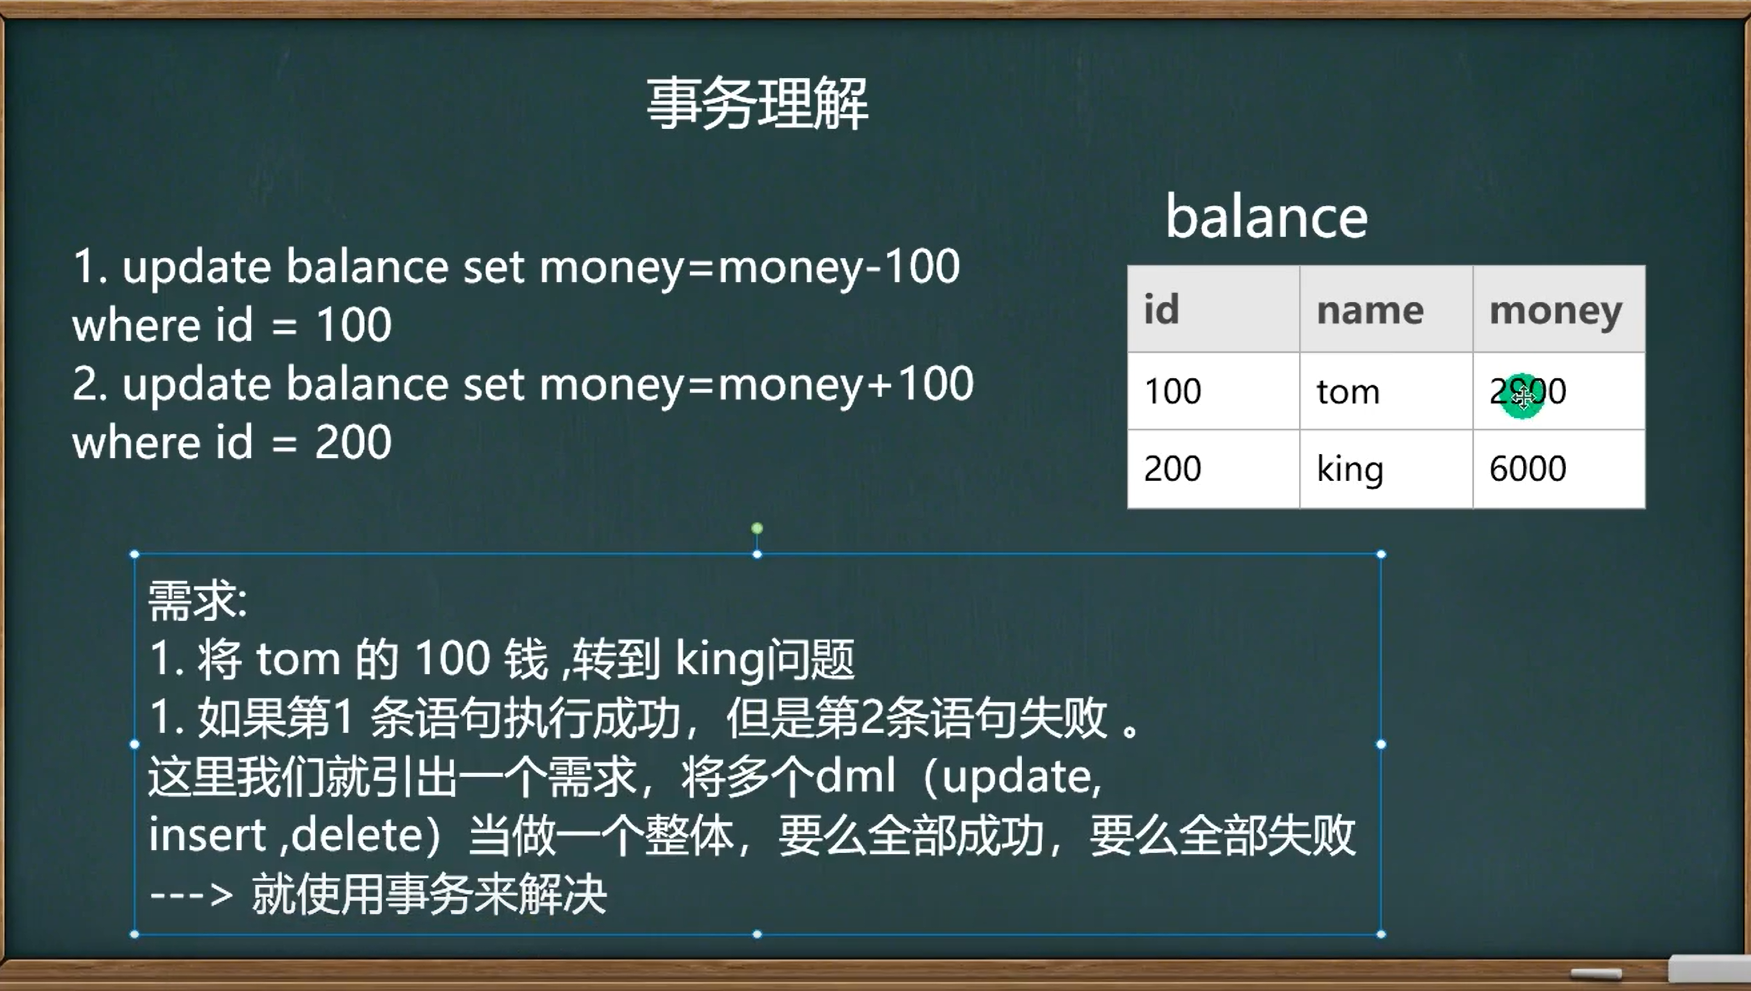 事务理解
1. update balance set money=money-100
where id = 100
2. update balance set money=money+100
where id = 200
balance
id name money
100 tom 2900
200 king 6000
需求:
1. 将 tom 的 100 钱 ,转到 king问题
1. 如果第1 条语句执行成功，但是第2条语句失败 。
这里我们就引出一个需求，将多个dml（update,
insert ,delete）当做一个整体，要么全部成功，要么全部失败
---> 就使用事务来解决